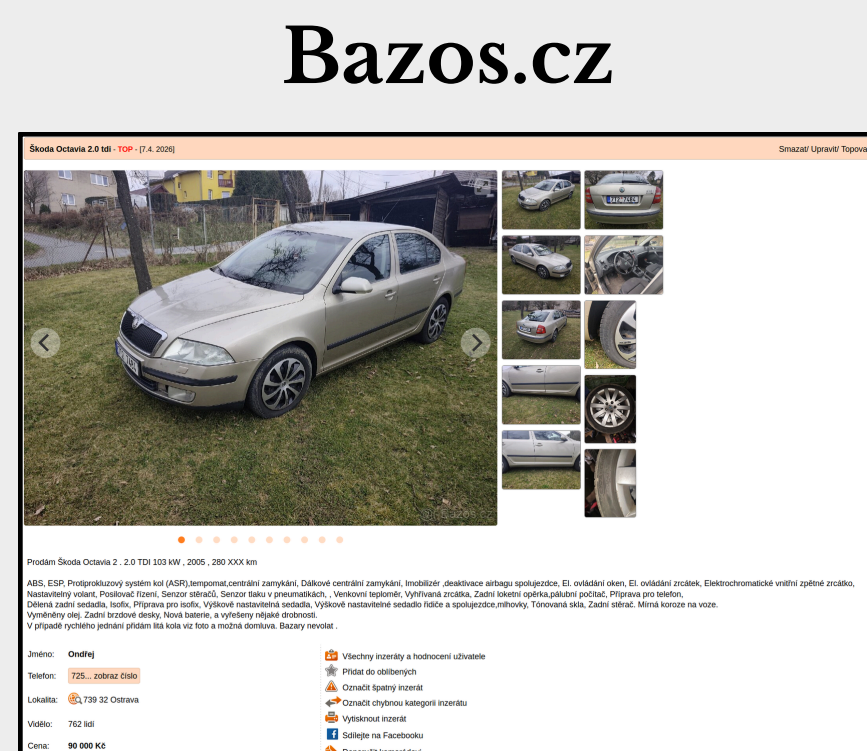 Bazos.cz
Škoda Octavia 2.0 tdi - TOP - [7.4. 2026]
Smazat/ Upravit/ Topova
Prodám Škoda Octavia 2 . 2.0 TDI 103 kW , 2005 , 280 XXX km
ABS, ESP, Protiprokluzový systém kol (ASR),tempomat,centrální zamykání, Dálkové centrální zamykání, Imobilizér ,deaktivace airbagu spolujezdce, El. ovládání oken, El. ovládání zrcátek, Elektrochromatické vnitřní zpětné zrcátko,
Nastavitelný volant, Posilovač řízení, Senzor stěračů, Senzor tlaku v pneumatikách, , Venkovní teploměr, Vyhřívaná zrcátka, Zadní loketní opěrka,pálubní počítač, Příprava pro telefon,
Dělená zadní sedadla, Isofix, Příprava pro isofix, Výškově nastavitelná sedadla, Výškově nastavitelné sedadlo řidiče a spolujezdce,mlhovky, Tónovaná skla, Zadní stěrač. Mírná koroze na voze.
Vyměněny olej. Zadní brzdové desky, Nová baterie, a vyřešeny nějaké drobnosti.
V případě rychlého jednání přidám litá kola viz foto a možná domluva. Bazary nevolat .
Jméno: Ondřej
Telefon: 725... zobraz číslo
Lokalita: 739 32 Ostrava
Vidělo: 762 lidí
Cena: 90 000 Kč
Všechny inzeráty a hodnocení uživatele
Přidat do oblíbených
Označit špatný inzerát
Označit chybnou kategorii inzerátu
Vytisknout inzerát
Sdílejte na Facebooku